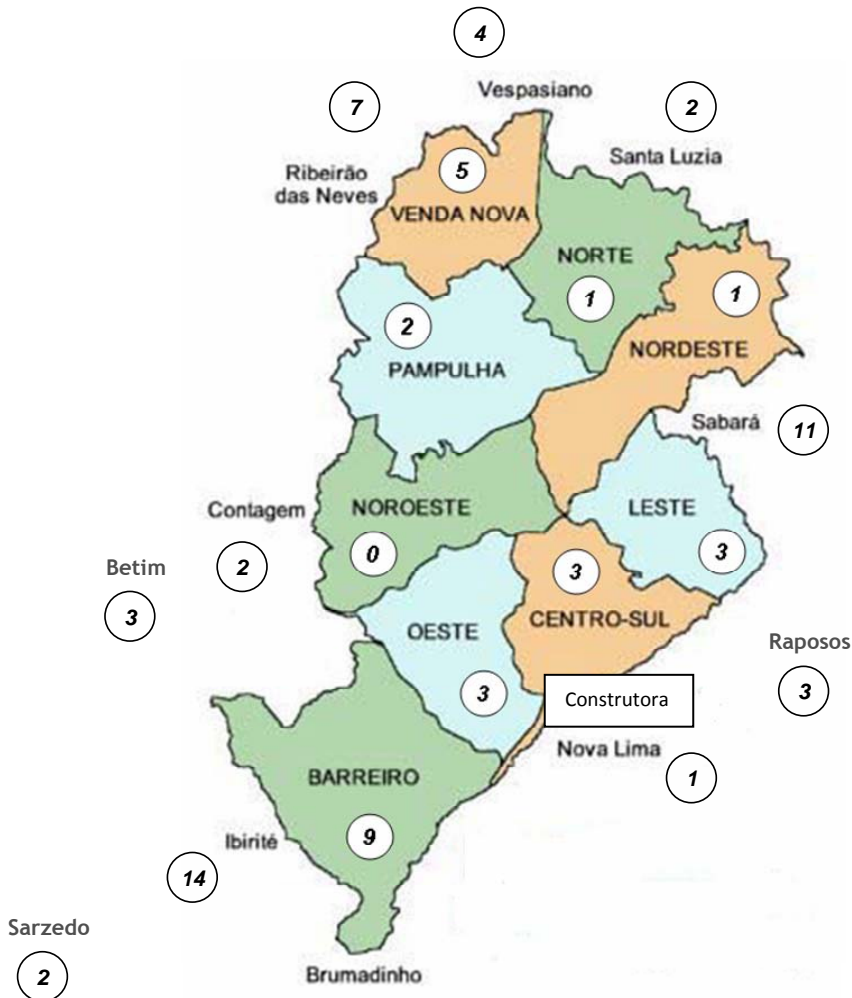 4
Vespasiano
7
2
Santa Luzia
Ribeirão
das Neves
5
VENDA NOVA
NORTE
1
1
2
NORDESTE
PAMPULHA
Sabará
11
Contagem
NOROESTE
LESTE
Betim
2
0
3
3
3
OESTE
CENTRO-SUL
Raposos
3
3
Construtora
Nova Lima
1
BARREIRO
9
Ibirité
14
Sarzedo
2
Brumadinho